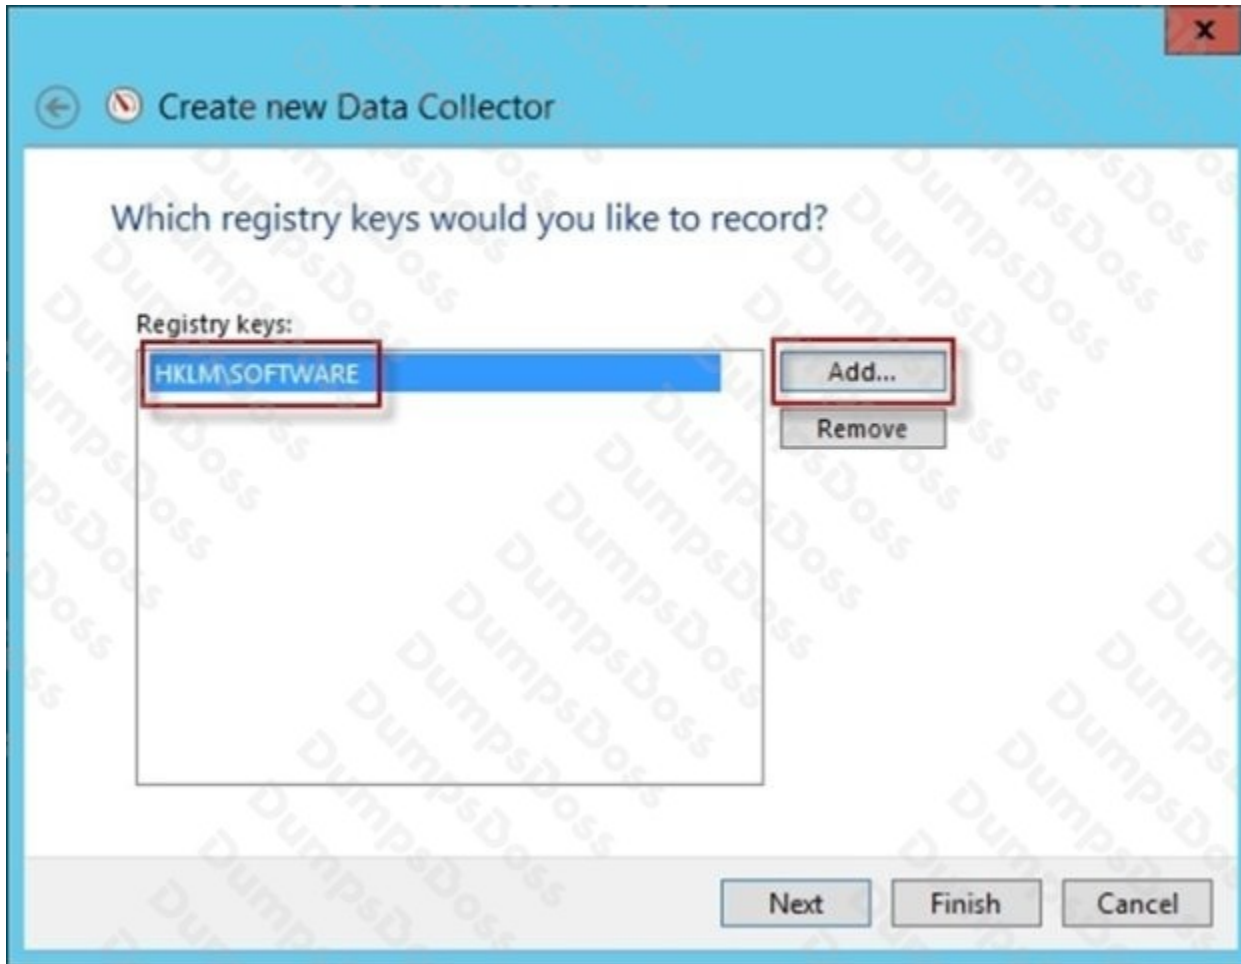 x
Create new Data Collector
Which registry keys would you like to record?
Registry keys:
HKLM\SOFTWARE
Add...
Remove
Next Finish Cancel
DumpsDoss